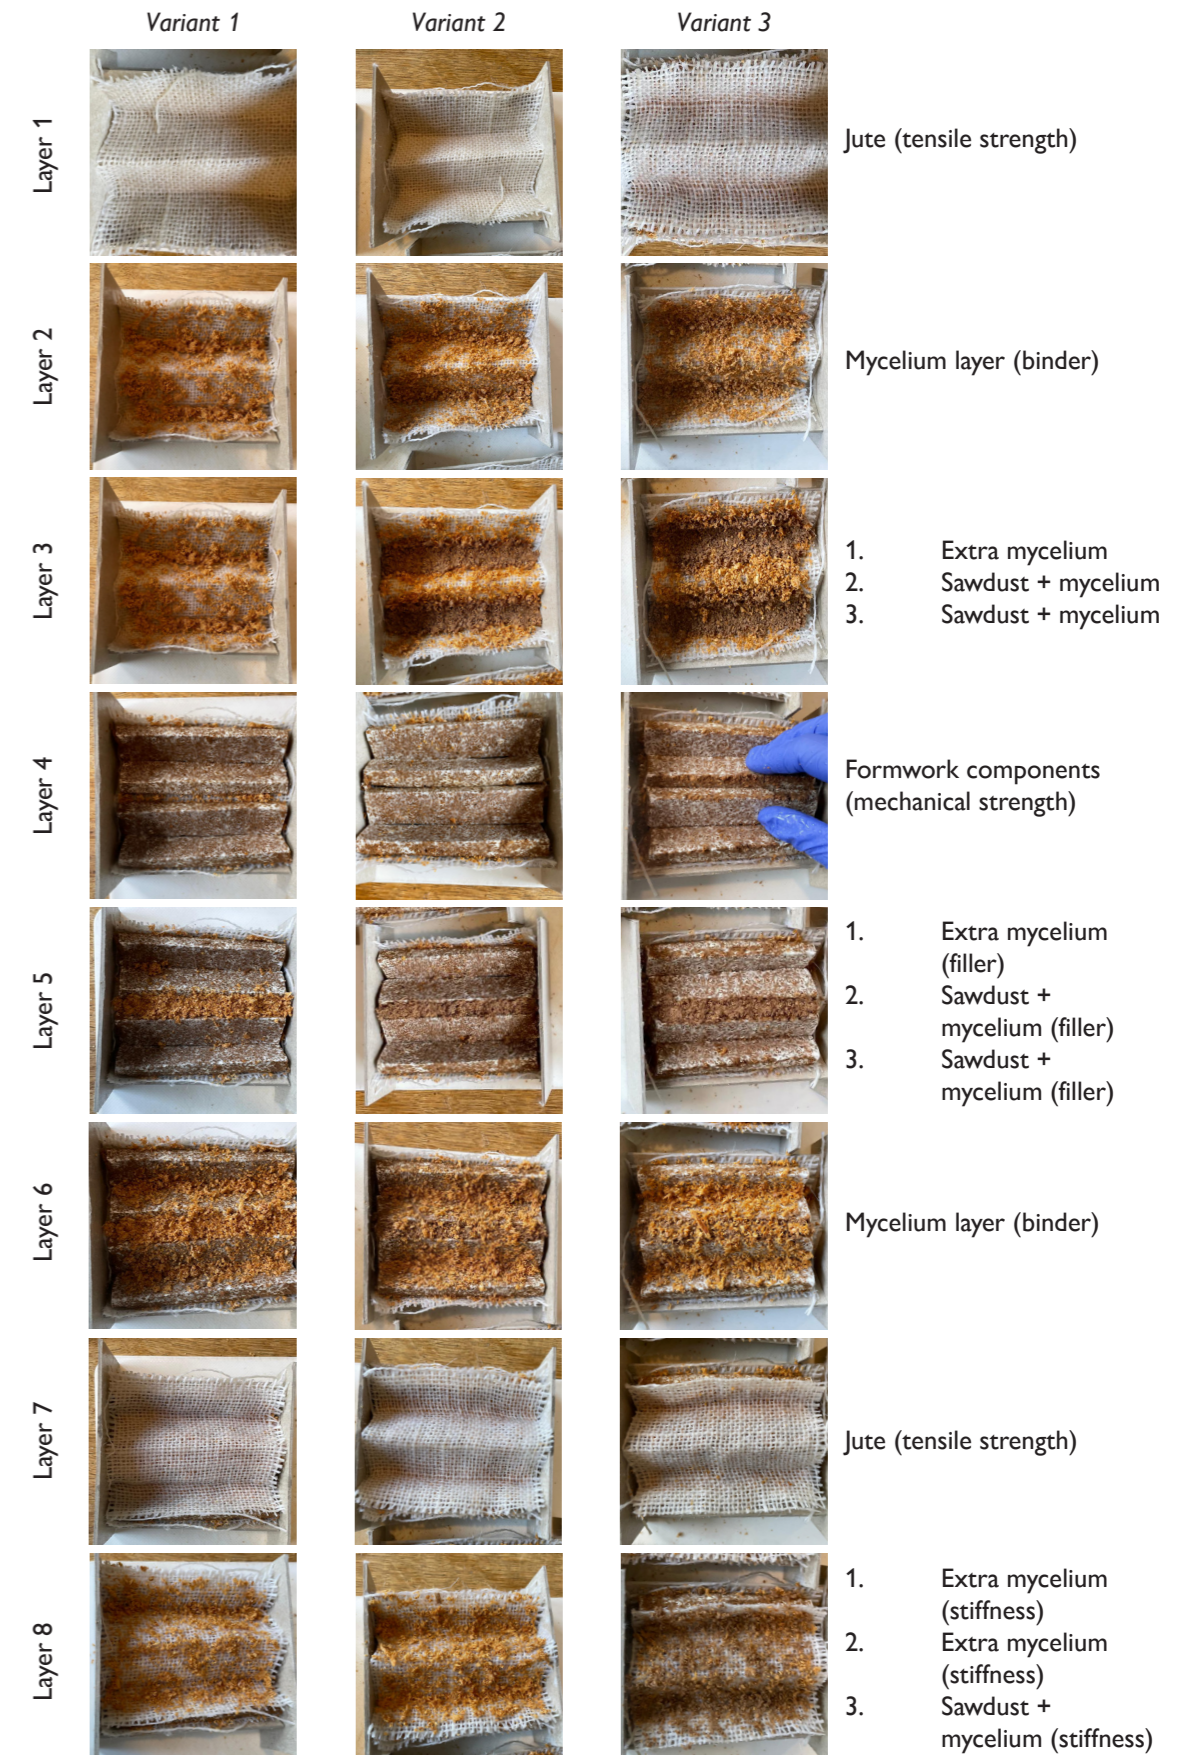 Variant 1
Variant 2
Variant 3
Layer 1
Jute (tensile strength)
Layer 2
Mycelium layer (binder)
Layer 3
1. Extra mycelium
2. Sawdust + mycelium
3. Sawdust + mycelium
Layer 4
Formwork components
(mechanical strength)
Layer 5
1. Extra mycelium
(filler)
2. Sawdust +
mycelium (filler)
3. Sawdust +
mycelium (filler)
Layer 6
Mycelium layer (binder)
Layer 7
Jute (tensile strength)
Layer 8
1. Extra mycelium
(stiffness)
2. Extra mycelium
(stiffness)
3. Sawdust +
mycelium (stiffness)